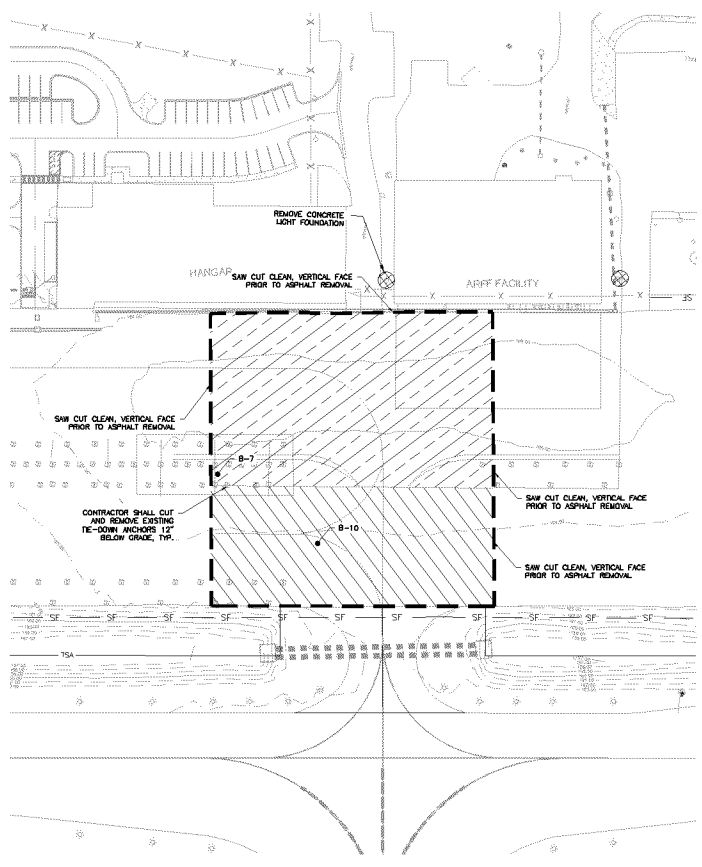 REMOVE CONCRETE
LIGHT FOUNDATION
HANGAR
SAW CUT CLEAN, VERTICAL FACE
PRIOR TO ASPHALT REMOVAL
ARFF FACILITY
SAW CUT CLEAN, VERTICAL FACE
PRIOR TO ASPHALT REMOVAL
B-7
CONTRACTOR SHALL CUT
AND REMOVE EXISTING
TIE-DOWN ANCHORS 12"
BELOW GRADE, TYP.
SAW CUT CLEAN, VERTICAL FACE
PRIOR TO ASPHALT REMOVAL
B-10
SAW CUT CLEAN, VERTICAL FACE
PRIOR TO ASPHALT REMOVAL
SF SF SF SF SF SF SF SF SF SF SF
TSA